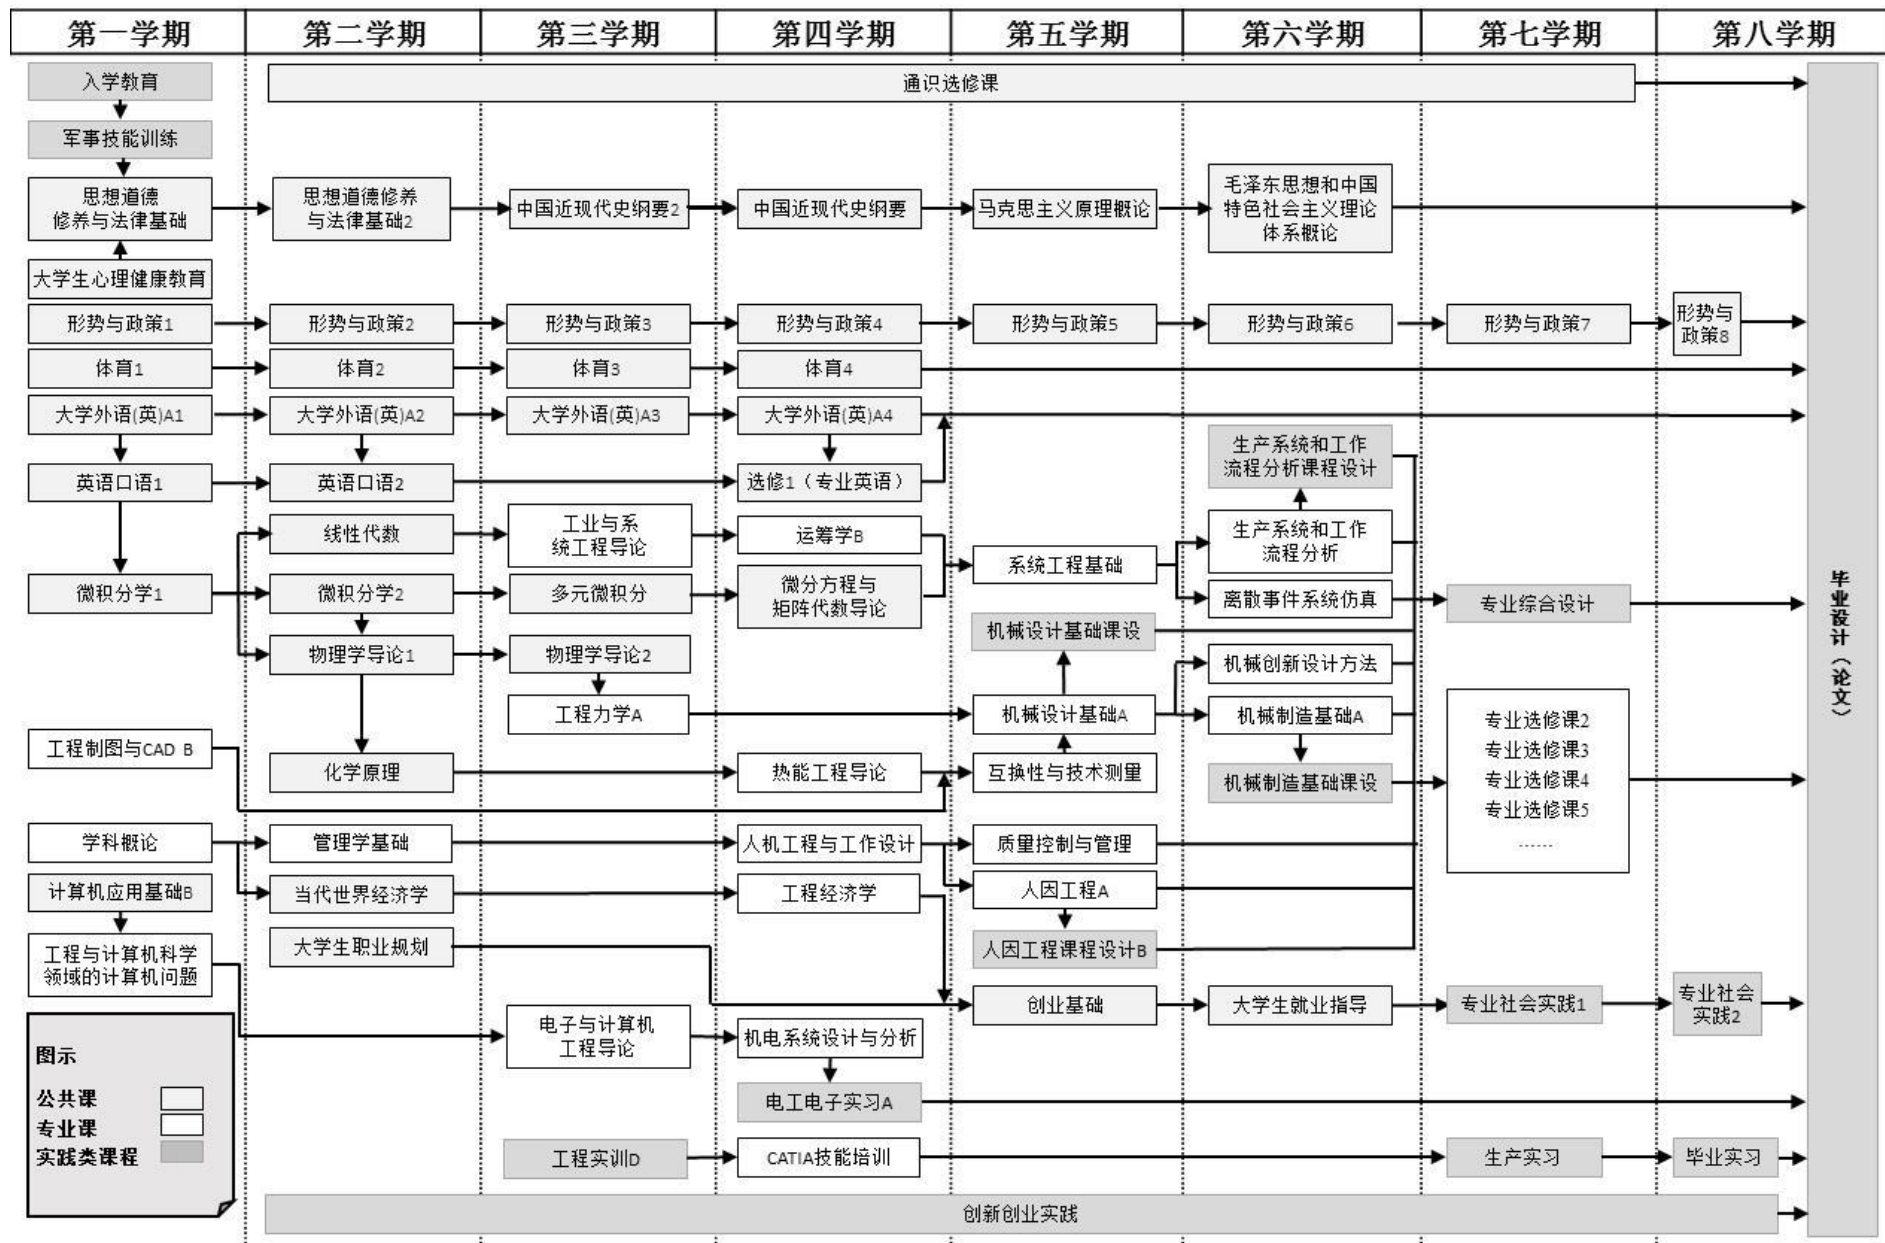 第一学期
第二学期
第三学期
第四学期
第五学期
第六学期
第七学期
第八学期
入学教育
通识选修课
军事技能训练
思想道德
修养与法律基础
思想道德修养
与法律基础2
中国近现代史纲要2
中国近现代史纲要
马克思主义原理概论
毛泽东思想和中国
特色社会主义理论
体系概论
大学生心理健康教育
形势与政策1
形势与政策2
形势与政策3
形势与政策4
形势与政策5
形势与政策6
形势与政策7
形势与
政策8
体育1
体育2
体育3
体育4
大学外语(英)A1
大学外语(英)A2
大学外语(英)A3
大学外语(英)A4
生产系统和工作
流程分析课程设计
英语口语1
英语口语2
选修1（专业英语）
线性代数
工业与系
统工程导论
运筹学B
系统工程基础
生产系统和工作
流程分析
微积分学1
微积分学2
多元微积分
微分方程与
矩阵代数导论
离散事件系统仿真
专业综合设计
毕业设计（论文）
机械设计基础课设
物理学导论1
物理学导论2
机械创新设计方法
工程力学A
机械设计基础A
机械制造基础A
专业选修课2
专业选修课3
专业选修课4
专业选修课5
……
工程制图与CAD B
化学原理
热能工程导论
互换性与技术测量
机械制造基础课设
学科概论
管理学基础
人机工程与工作设计
质量控制与管理
计算机应用基础B
当代世界经济学
工程经济学
人因工程A
工程与计算机科学
领域的计算机问题
大学生职业规划
人因工程课程设计B
创业基础
大学生就业指导
专业社会实践1
专业社会
实践2
电子与计算机
工程导论
机电系统设计与分析
电工电子实习A
工程实训D
CATIA技能培训
生产实习
毕业实习
创新创业实践
图示
公共课
专业课
实践类课程